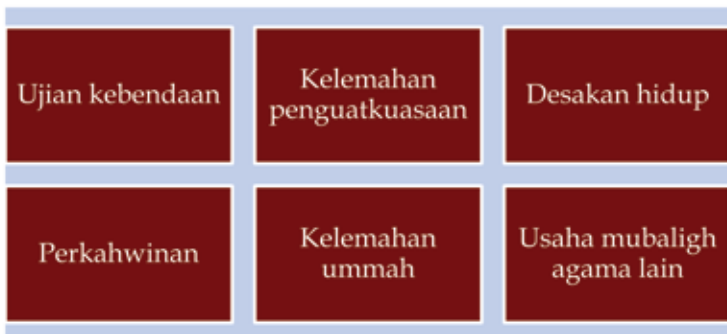 Ujian kebendaan
Kelemahan
penguatkuasaan
Desakan hidup
Perkahwinan
Kelemahan
ummah
Usaha mubaligh
agama lain